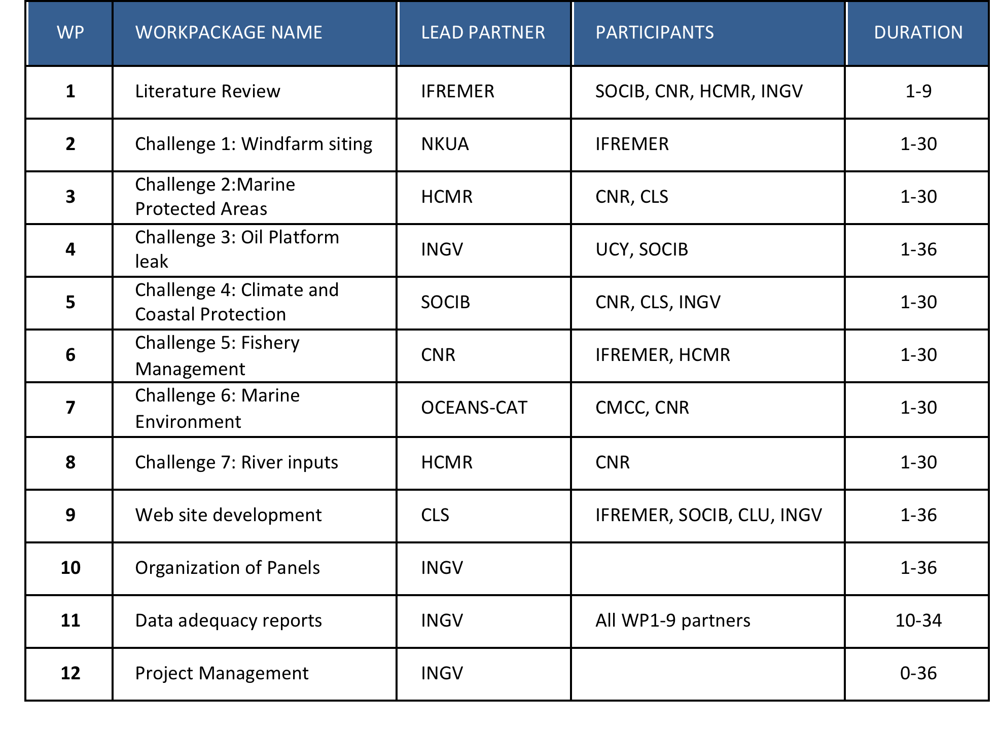 WP WORKPACKAGE NAME LEAD PARTNER PARTICIPANTS DURATION
1 Literature Review IFREMER SOCIB, CNR, HCMR, INGV 1-9
2 Challenge 1: Windfarm siting NKUA IFREMER 1-30
3 Challenge 2:Marine
Protected Areas HCMR CNR, CLS 1-30
4 Challenge 3: Oil Platform
leak INGV UCY, SOCIB 1-36
5 Challenge 4: Climate and
Coastal Protection SOCIB CNR, CLS, INGV 1-30
6 Challenge 5: Fishery
Management CNR IFREMER, HCMR 1-30
7 Challenge 6: Marine
Environment OCEANS-CAT CMCC, CNR 1-30
8 Challenge 7: River inputs HCMR CNR 1-30
9 Web site development CLS IFREMER, SOCIB, CLU, INGV 1-36
10 Organization of Panels INGV 1-36
11 Data adequacy reports INGV All WP1-9 partners 10-34
12 Project Management INGV 0-36